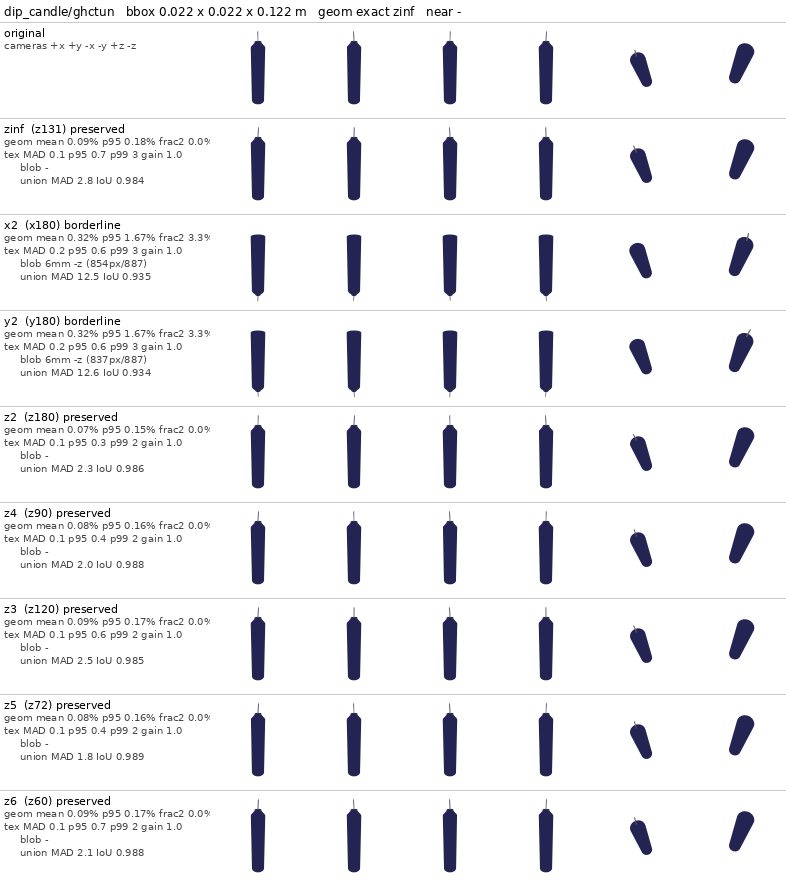 dip_candle/ghctun bbox 0.022 x 0.022 x 0.122 m geom exact zinf near -
original
cameras +x +y -x -y +z -z
zinf (z131) preserved
geom mean 0.09% p95 0.18% frac2 0.0%
tex MAD 0.1 p95 0.7 p99 3 gain 1.0
blob -
union MAD 2.8 IoU 0.984
x2 (x180) borderline
geom mean 0.32% p95 1.67% frac2 3.3%
tex MAD 0.2 p95 0.6 p99 3 gain 1.0
blob 6mm -z (854px/887)
union MAD 12.5 IoU 0.935
y2 (y180) borderline
geom mean 0.32% p95 1.67% frac2 3.3%
tex MAD 0.2 p95 0.6 p99 3 gain 1.0
blob 6mm -z (837px/887)
union MAD 12.6 IoU 0.934
z2 (z180) preserved
geom mean 0.07% p95 0.15% frac2 0.0%
tex MAD 0.1 p95 0.3 p99 2 gain 1.0
blob -
union MAD 2.3 IoU 0.986
z4 (z90) preserved
geom mean 0.08% p95 0.16% frac2 0.0%
tex MAD 0.1 p95 0.4 p99 2 gain 1.0
blob -
union MAD 2.0 IoU 0.988
z3 (z120) preserved
geom mean 0.09% p95 0.17% frac2 0.0%
tex MAD 0.1 p95 0.6 p99 2 gain 1.0
blob -
union MAD 2.5 IoU 0.985
z5 (z72) preserved
geom mean 0.08% p95 0.16% frac2 0.0%
tex MAD 0.1 p95 0.4 p99 2 gain 1.0
blob -
union MAD 1.8 IoU 0.989
z6 (z60) preserved
geom mean 0.09% p95 0.17% frac2 0.0%
tex MAD 0.1 p95 0.7 p99 2 gain 1.0
blob -
union MAD 2.1 IoU 0.988